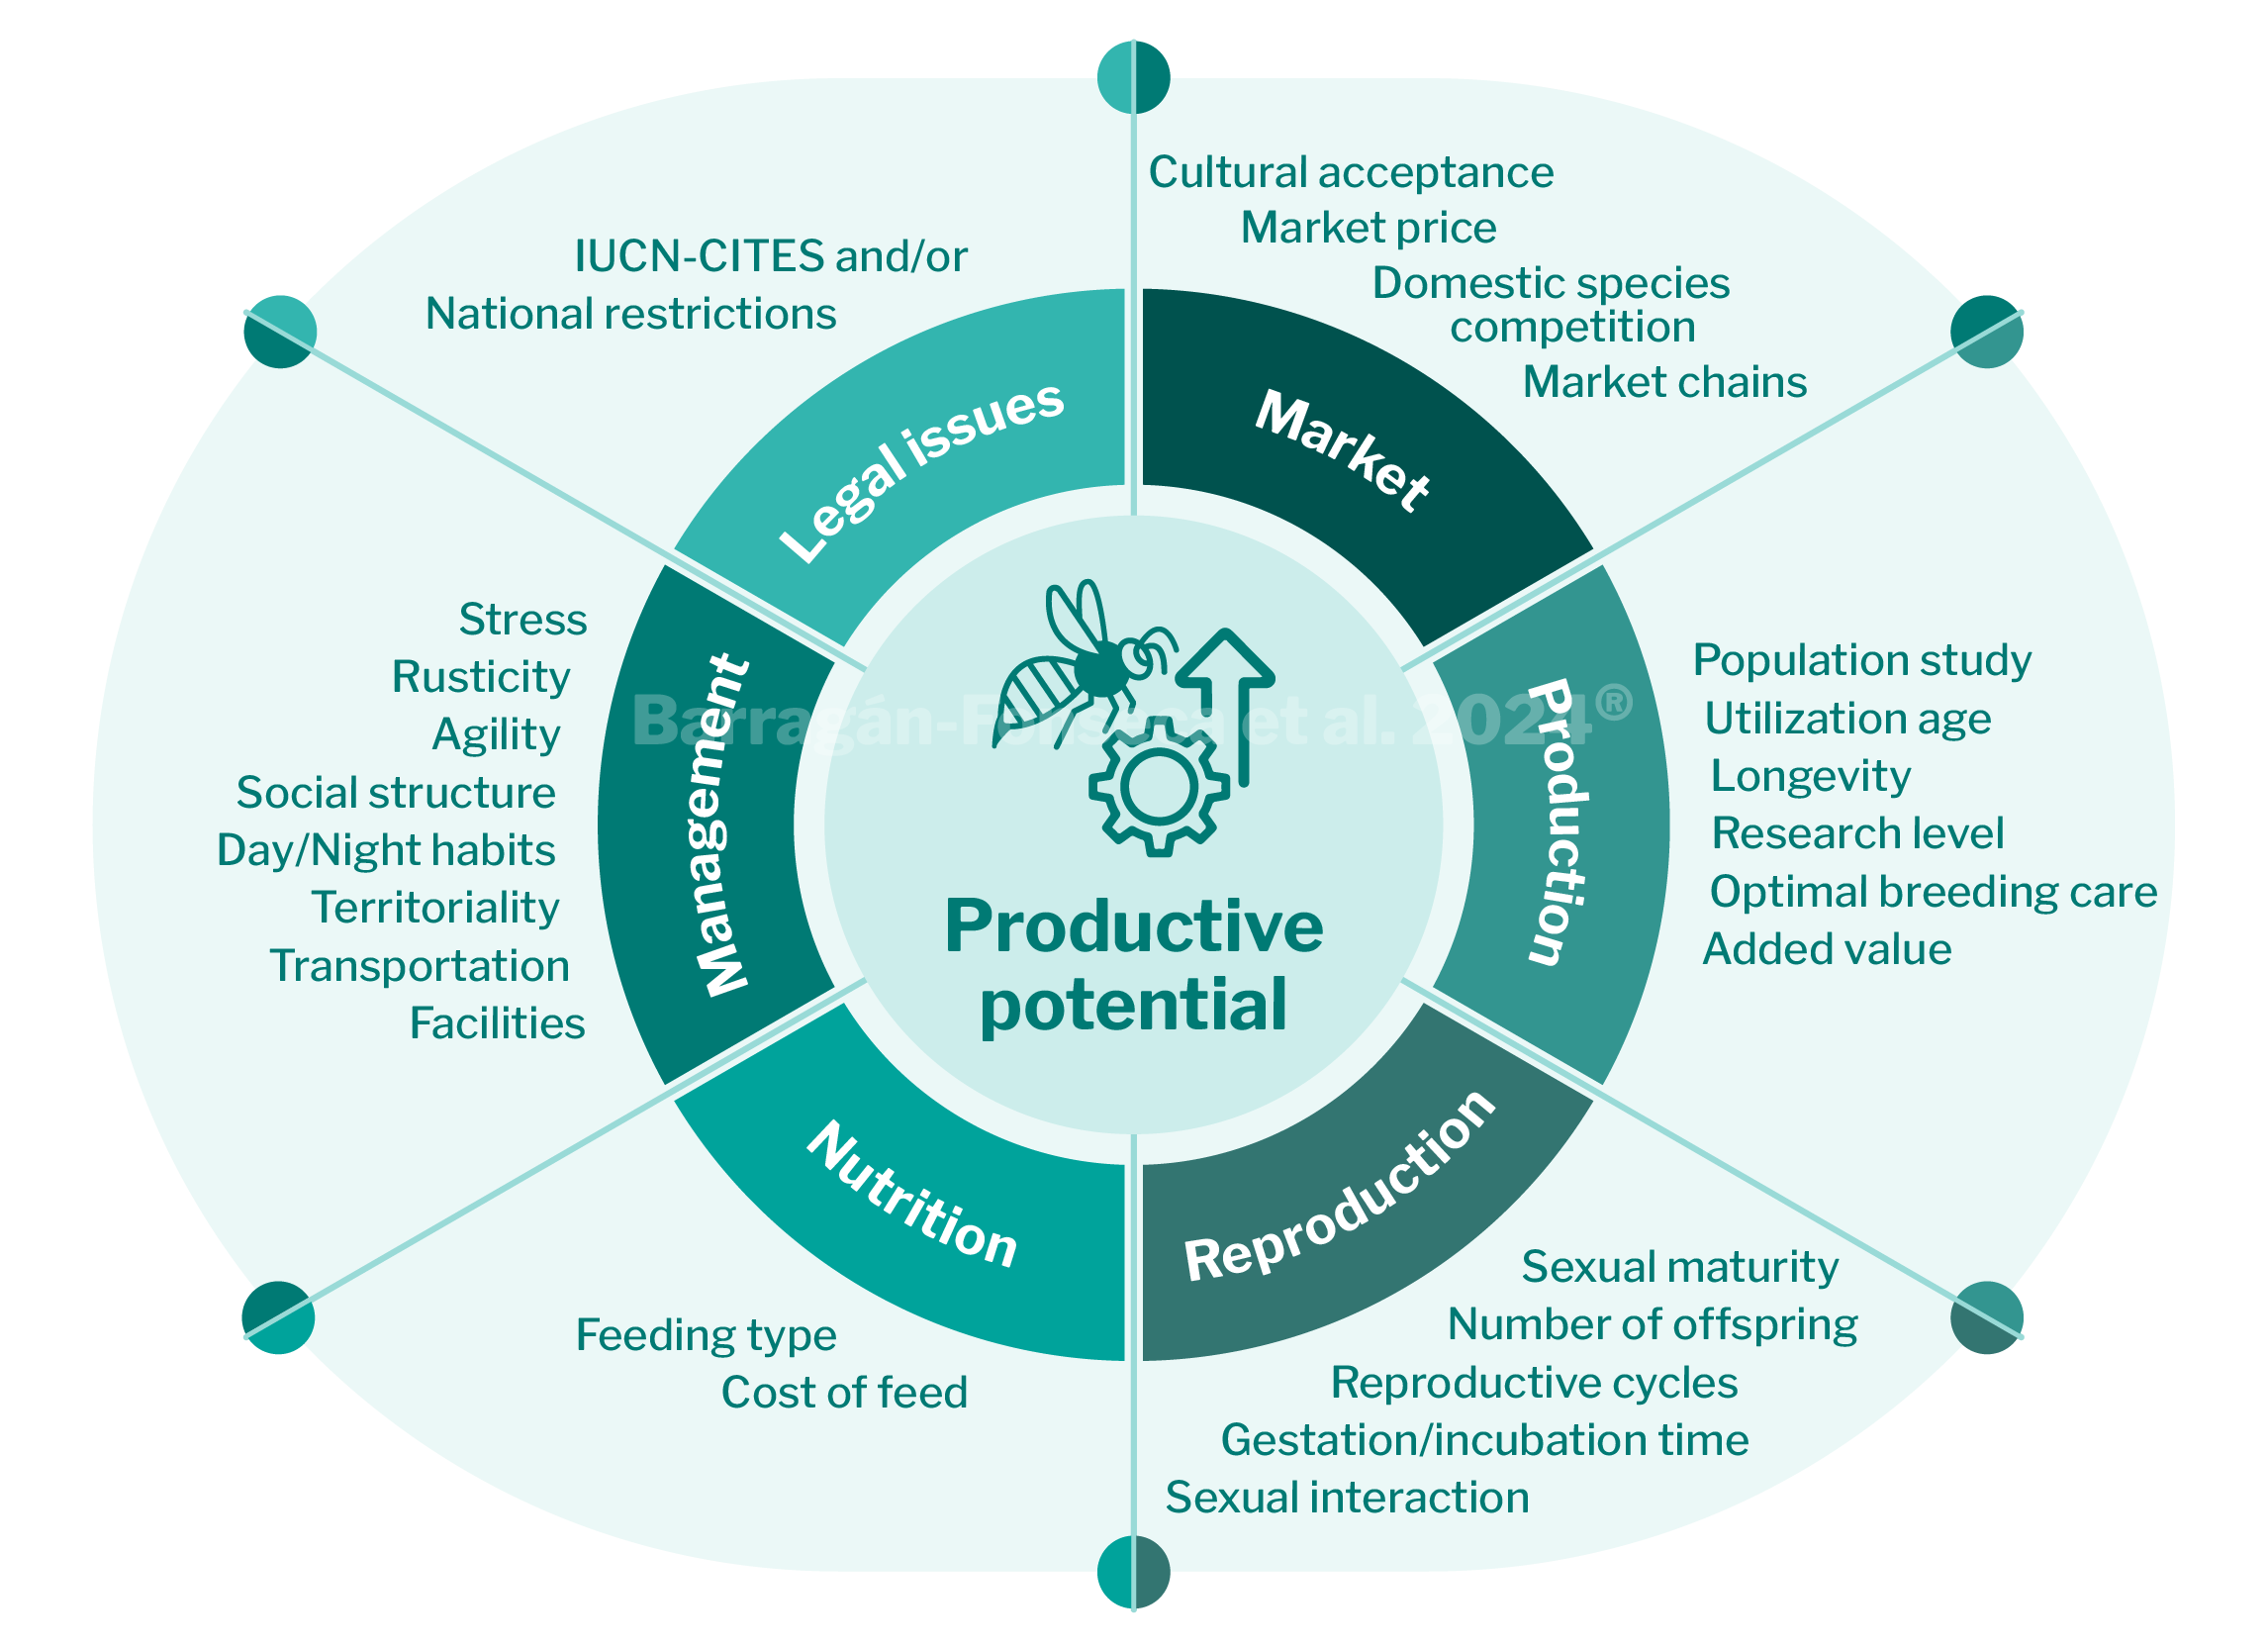 Cultural acceptance
Market price
Domestic species
competition
Market chains
IUCN-CITES and/or
National restrictions
Legal issues
Market
Stress
Rusticity
Agility
Social structure
Day/Night habits
Territoriality
Transportation
Facilities
Management
Barragán-Fonseca et al. 2024®
Productive
potential
Production
Population study
Utilization age
Longevity
Research level
Optimal breeding care
Added value
Nutrition
Reproduction
Feeding type
Cost of feed
Sexual maturity
Number of offspring
Reproductive cycles
Gestation/incubation time
Sexual interaction